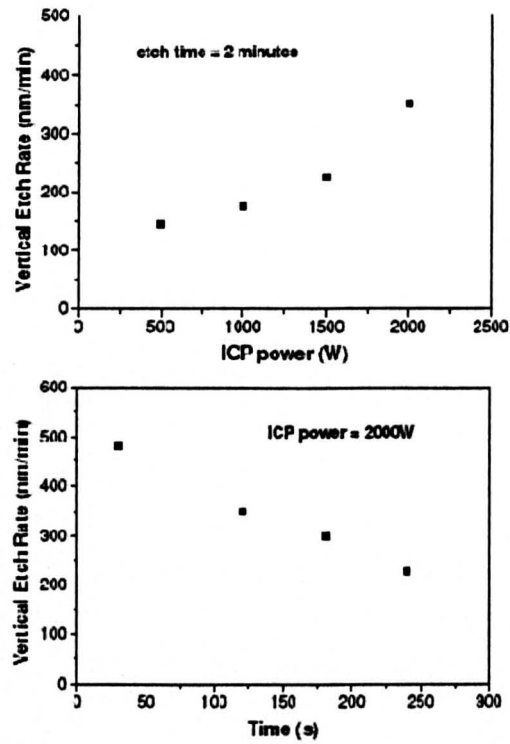 500
400
300
200
100
0
Vertical Etch Rate (nm/min)
etch time = 2 minutes
0 500 1000 1500 2000 2500
ICP power (W)
600
500
400
300
200
100
0
Vertical Etch Rate (nm/min)
ICP power = 2000W
0 50 100 150 200 250 300
Time (s)